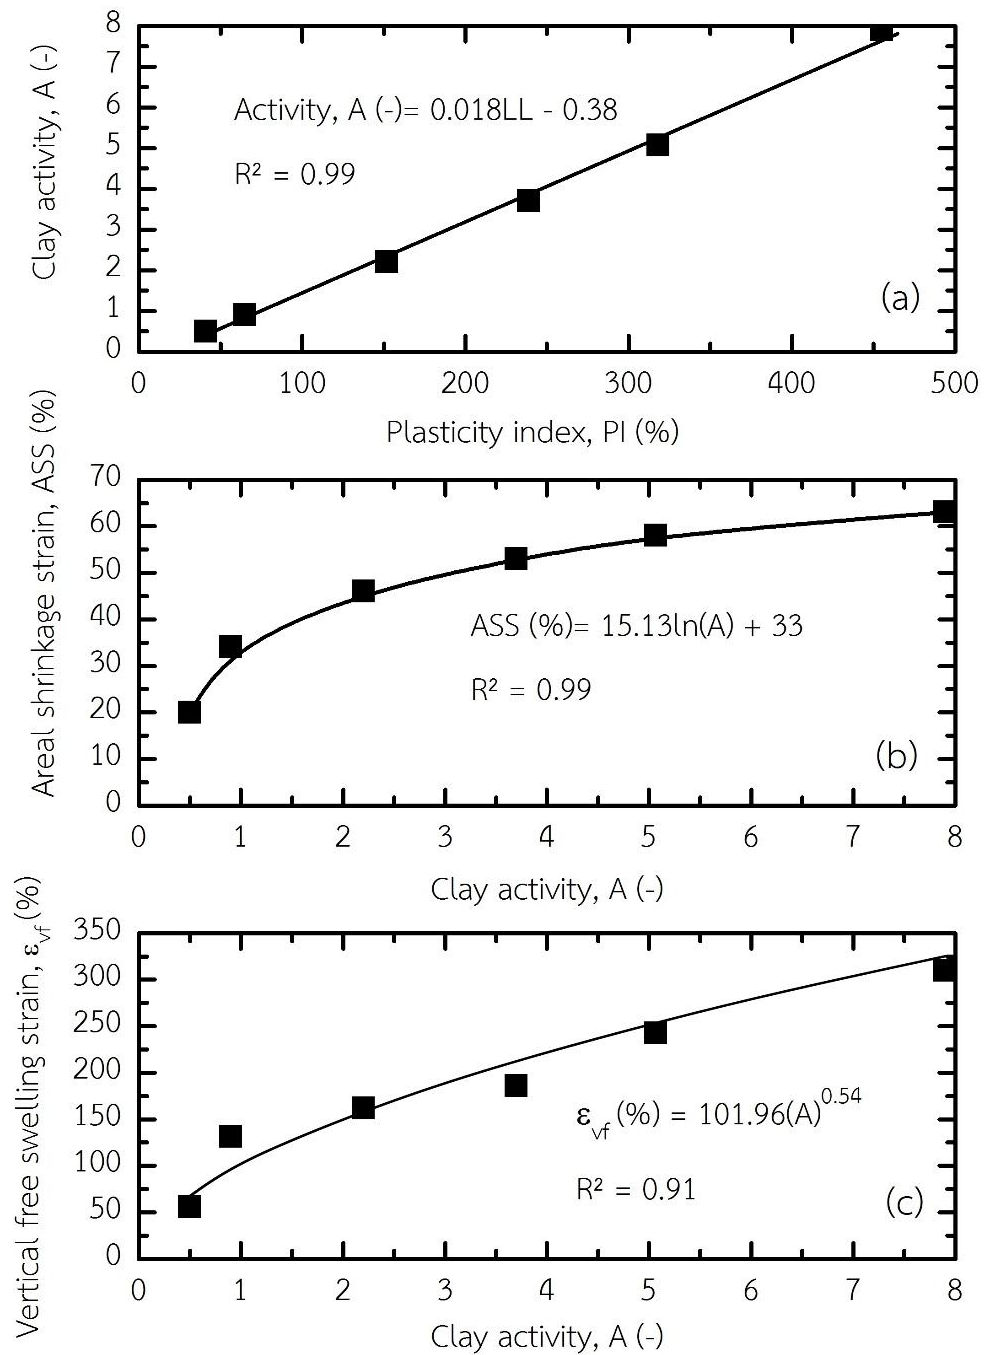 8
7
6
5
4
3
2
1
0
Clay activity, A (-)
Activity, A (-)= 0.018LL - 0.38
R² = 0.99
(a)
0 100 200 300 400 500
Plasticity index, PI (%)
70
60
50
40
30
20
10
0
Areal shrinkage strain, ASS (%)
ASS (%)= 15.13ln(A) + 33
R² = 0.99
(b)
0 1 2 3 4 5 6 7 8
Clay activity, A (-)
350
300
250
200
150
100
50
0
Vertical free swelling strain, εvf(%)
εvf(%) = 101.96(A)^0.54
R² = 0.91
(c)
0 1 2 3 4 5 6 7 8
Clay activity, A (-)